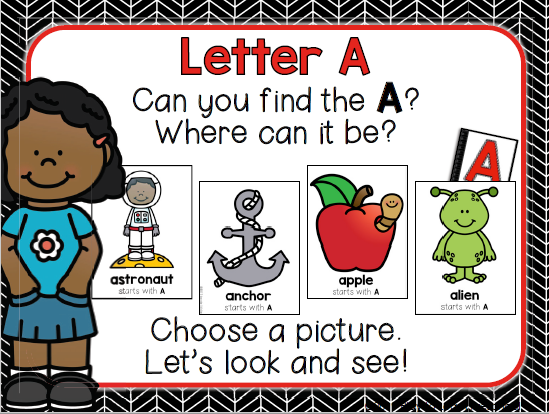 Letter A
Can you find the A?
Where can it be?
A
astronaut
starts with A
anchor
starts with A
apple
starts with A
alien
starts with A
Choose a picture.
Let's look and see!